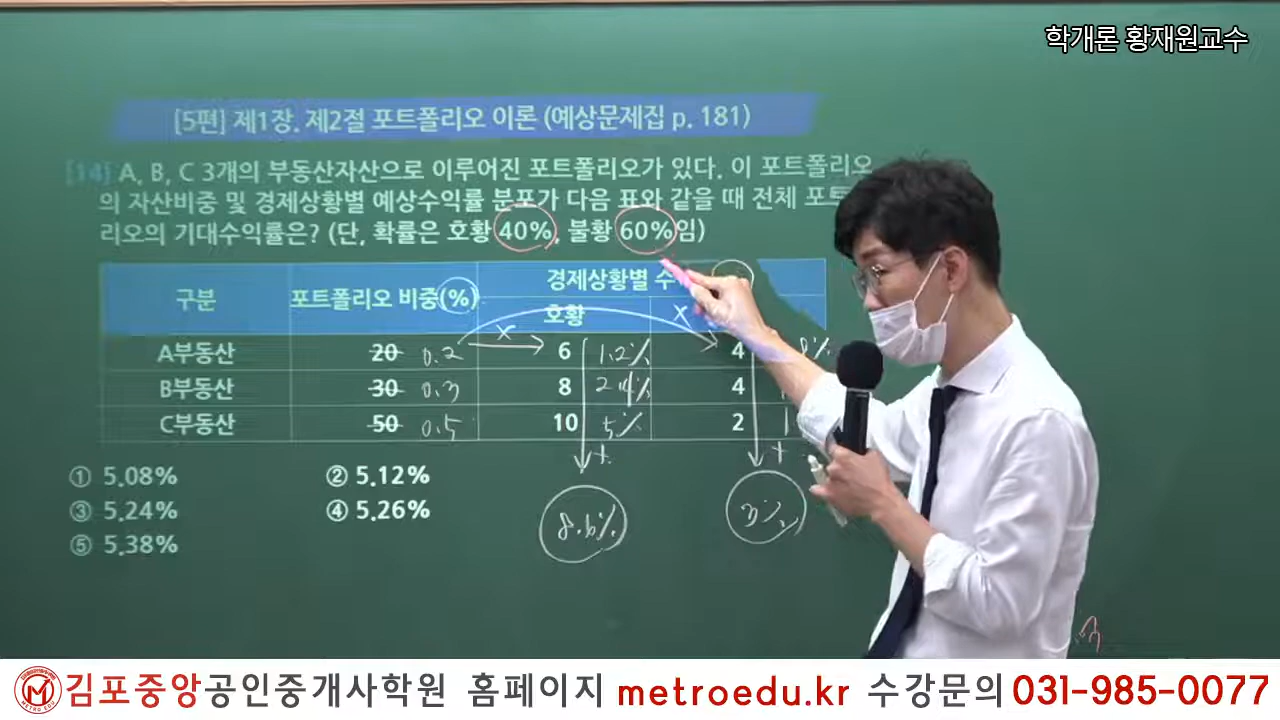 학개론 황재원교수
[5편] 제1장. 제2절 포트폴리오 이론 (예상문제집 p. 181)
[14] A, B, C 3개의 부동산자산으로 이루어진 포트폴리오가 있다. 이 포트폴리오
의 자산비중 및 경제상황별 예상수익률 분포가 다음 표와 같을 때 전체 포트
리오의 기대수익률은? (단, 확률은 호황 40%, 불황 60%임)
구분 포트폴리오 비중(%) 경제상황별 수
호황 x
A부동산 20 0.2 x 6 1.2% 4 8%
B부동산 30 0.3 8 2.4% 4
C부동산 50 0.5 10 5% 2 1
+ +
① 5.08% ② 5.12%
③ 5.24% ④ 5.26%
⑤ 5.38%
8.6% 3%
METRO EDU
김포중앙공인중개사학원 홈페이지 metroedu.kr 수강문의 031-985-0077